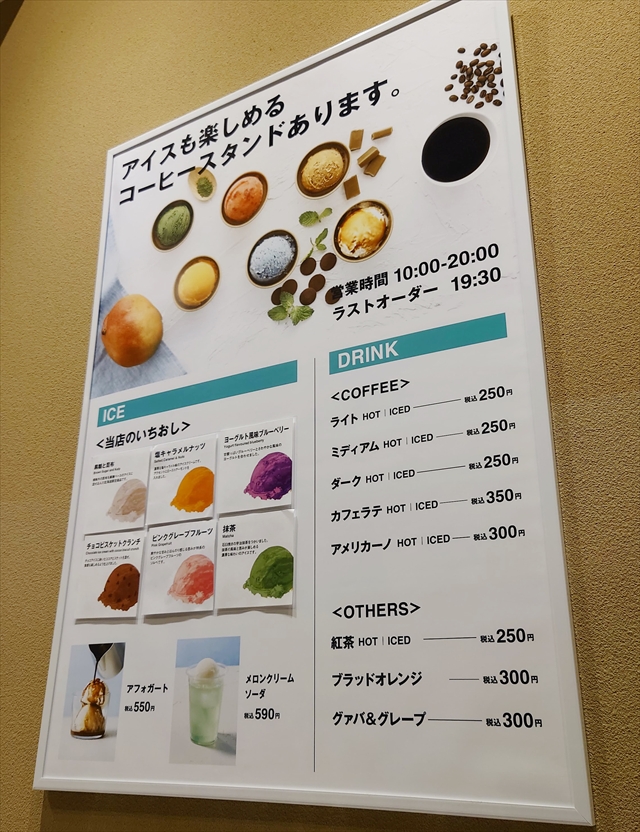 アイスも楽しめる
コーヒースタンドあります。
営業時間 10:00-20:00
ラストオーダー 19:30
ICE
<当店のいちおし>
黒糖と昆布
塩キャラメルナッツ
ヨーグルト風味ブルーベリー
Yogurt flavoured Blueberry
チョコビスケットクランチ
ピンクグレープフルーツ
Pink Grapefruit
抹茶
Matcha
アフォガート
税込550円
メロンクリーム
ソーダ
税込590円
DRINK
<COFFEE>
ライト HOT | ICED 税込250円
ミディアム HOT | ICED 税込250円
ダーク HOT | ICED 税込250円
カフェラテ HOT | ICED 税込350円
アメリカーノ HOT | ICED 税込300円
<OTHERS>
紅茶 HOT | ICED 税込250円
ブラッドオレンジ 税込300円
グァバ&グレープ 税込300円